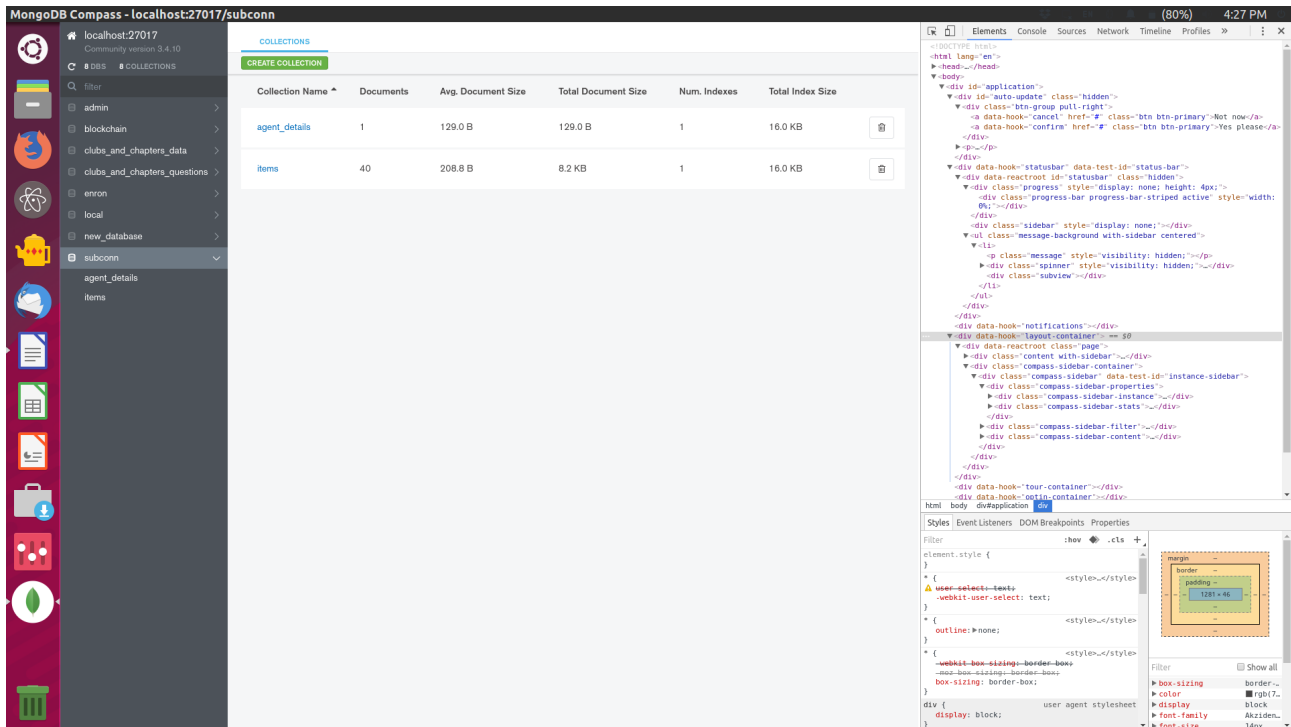 MongoDB Compass - localhost:27017/subconn
(80%) 4:27 PM
localhost:27017
Community version 3.4.10
8 DBS 8 COLLECTIONS
filter
admin
blockchain
clubs_and_chapters_data
clubs_and_chapters_questions
enron
local
new_database
subconn
agent_details
items
COLLECTIONS
CREATE COLLECTION
Collection Name Documents Avg. Document Size Total Document Size Num. Indexes Total Index Size
agent_details 1 129.0 B 129.0 B 1 16.0 KB
items 40 208.8 B 8.2 KB 1 16.0 KB
Elements Console Sources Network Timeline Profiles »
<!DOCTYPE html>
<html lang="en">
▶<head>…</head>
▼<body>
▼<div id="application">
▼<div id="auto-update" class="hidden">
▼<div class="btn-group pull-right">
<a data-hook="cancel" href="#" class="btn btn-primary">Not now</a>
<a data-hook="confirm" href="#" class="btn btn-primary">Yes please</a>
</div>
▶<p>…</p>
</div>
▼<div data-hook="statusbar" data-test-id="status-bar">
▼<div data-reactroot id="statusbar" class="hidden">
▼<div class="progress" style="display: none; height: 4px;">
<div class="progress-bar progress-bar-striped active" style="width:
0%;"></div>
</div>
<div class="sidebar" style="display: none;"></div>
▼<ul class="message-background with-sidebar centered">
▼<li>
<p class="message" style="visibility: hidden;"></p>
▶<div class="spinner" style="visibility: hidden;">…</div>
<div class="subview"></div>
</li>
</ul>
</div>
</div>
<div data-hook="notifications"></div>
… ▼<div data-hook="layout-container"> == $0
▼<div data-reactroot class="page">
▶<div class="content with-sidebar">…</div>
▼<div class="compass-sidebar-container">
▼<div class="compass-sidebar" data-test-id="instance-sidebar">
▼<div class="compass-sidebar-properties">
▶<div class="compass-sidebar-instance">…</div>
▶<div class="compass-sidebar-stats">…</div>
</div>
▶<div class="compass-sidebar-filter">…</div>
▶<div class="compass-sidebar-content">…</div>
</div>
</div>
</div>
</div>
<div data-hook="tour-container"></div>
<div data-hook="optin-container"></div>
html body div#application div
Styles Event Listeners DOM Breakpoints Properties
Filter :hov .cls +
element.style {
}
* { <style>…</style>
user-select: text;
-webkit-user-select: text;
}
* { <style>…</style>
outline:▶none;
}
* { <style>…</style>
-webkit-box-sizing: border-box;
-moz-box-sizing: border-box;
box-sizing: border-box;
}
div { user agent stylesheet
display: block;
}
margin –
border –
padding –
– – – 1281 × 46 – – –
–
–
–
Filter Show all
▶box-sizing border-…
▶color rgb(7…
▶display block
▶font-family Akziden…
▶font-size 14px